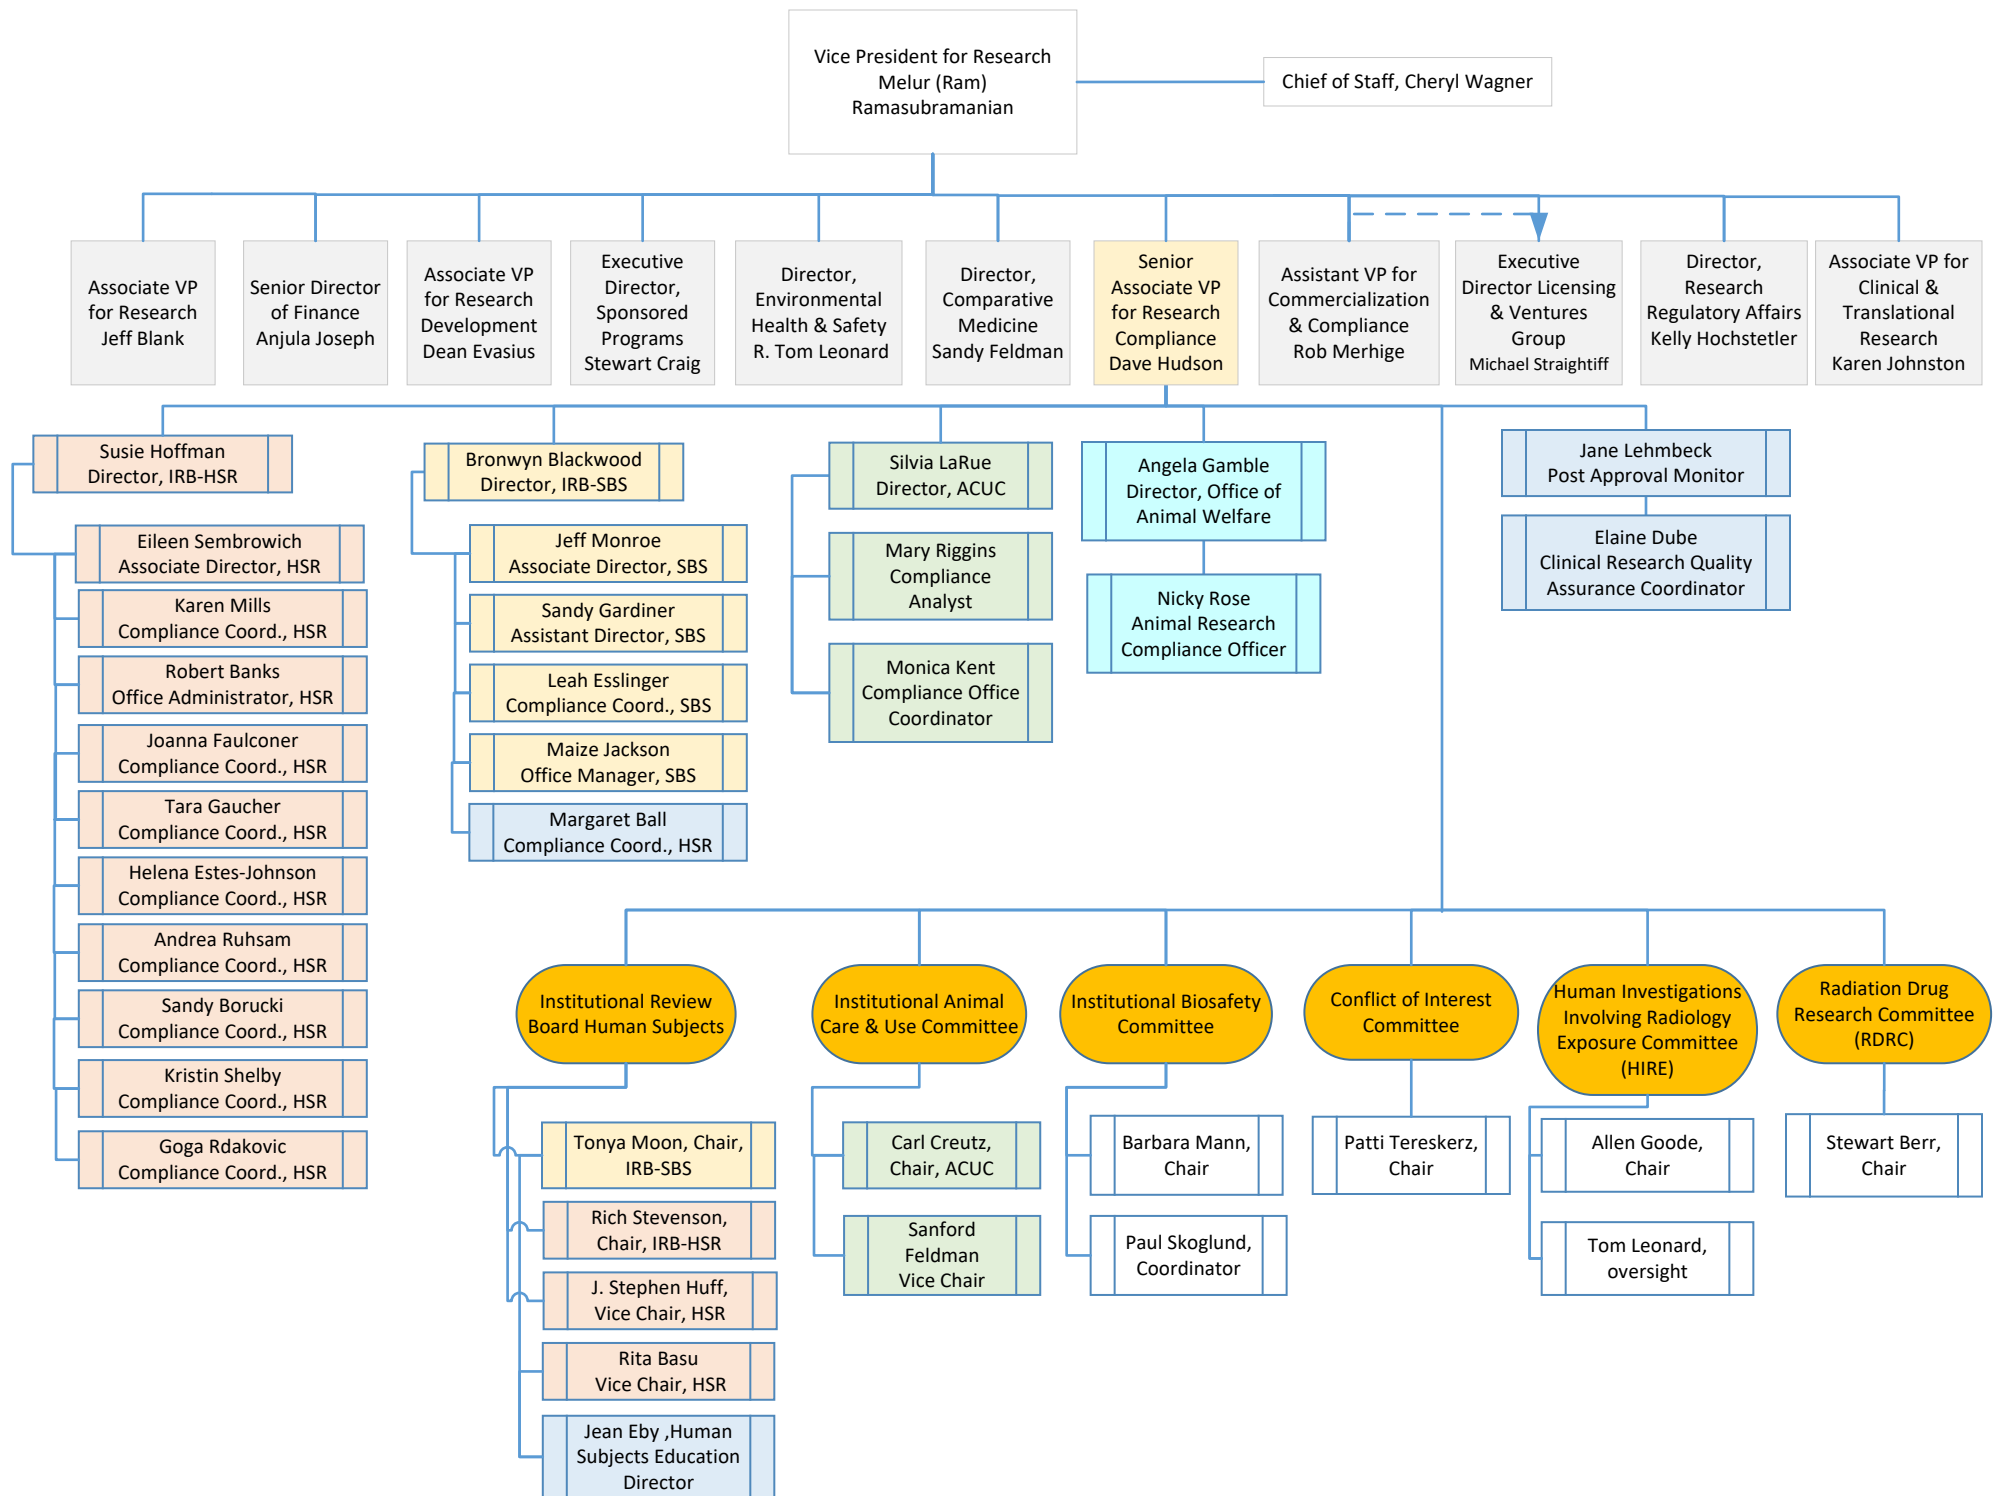 Vice President for Research
Melur (Ram)
Ramasubramanian
Chief of Staff, Cheryl Wagner
Associate VP
for Research
Jeff Blank
Senior Director
of Finance
Anjula Joseph
Associate VP
for Research
Development
Dean Evasius
Executive
Director,
Sponsored
Programs
Stewart Craig
Director,
Environmental
Health & Safety
R. Tom Leonard
Director,
Comparative
Medicine
Sandy Feldman
Senior
Associate VP
for Research
Compliance
Dave Hudson
Assistant VP for
Commercialization
& Compliance
Rob Merhige
Executive
Director Licensing
& Ventures
Group
Michael Straightiff
Director,
Research
Regulatory Affairs
Kelly Hochstetler
Associate VP for
Clinical &
Translational
Research
Karen Johnston
Susie Hoffman
Director, IRB-HSR
Eileen Sembrowich
Associate Director, HSR
Karen Mills
Compliance Coord., HSR
Robert Banks
Office Administrator, HSR
Joanna Faulconer
Compliance Coord., HSR
Tara Gaucher
Compliance Coord., HSR
Helena Estes-Johnson
Compliance Coord., HSR
Andrea Ruhsam
Compliance Coord., HSR
Sandy Borucki
Compliance Coord., HSR
Kristin Shelby
Compliance Coord., HSR
Goga Rdakovic
Compliance Coord., HSR
Bronwyn Blackwood
Director, IRB-SBS
Jeff Monroe
Associate Director, SBS
Sandy Gardiner
Assistant Director, SBS
Leah Esslinger
Compliance Coord., SBS
Maize Jackson
Office Manager, SBS
Margaret Ball
Compliance Coord., HSR
Silvia LaRue
Director, ACUC
Mary Riggins
Compliance
Analyst
Monica Kent
Compliance Office
Coordinator
Angela Gamble
Director, Office of
Animal Welfare
Nicky Rose
Animal Research
Compliance Officer
Jane Lehmbeck
Post Approval Monitor
Elaine Dube
Clinical Research Quality
Assurance Coordinator
Institutional Review
Board Human Subjects
Tonya Moon, Chair,
IRB-SBS
Rich Stevenson,
Chair, IRB-HSR
J. Stephen Huff,
Vice Chair, HSR
Rita Basu
Vice Chair, HSR
Jean Eby ,Human
Subjects Education
Director
Institutional Animal
Care & Use Committee
Carl Creutz,
Chair, ACUC
Sanford
Feldman
Vice Chair
Institutional Biosafety
Committee
Barbara Mann,
Chair
Paul Skoglund,
Coordinator
Conflict of Interest
Committee
Patti Tereskerz,
Chair
Human Investigations
Involving Radiology
Exposure Committee
(HIRE)
Allen Goode,
Chair
Tom Leonard,
oversight
Radiation Drug
Research Committee
(RDRC)
Stewart Berr,
Chair